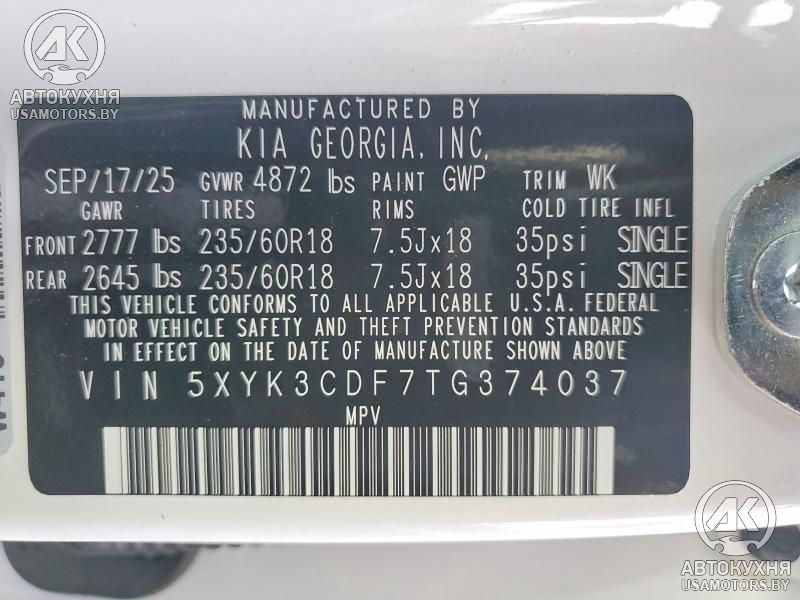 AK
АВТОКУХНЯ
USAMOTORS.BY
MANUFACTURED BY
KIA GEORGIA, INC.
SEP/17/25 GVWR 4872 lbs PAINT GWP TRIM WK
GAWR TIRES RIMS COLD TIRE INFL
FRONT 2777 lbs 235/60R18 7.5Jx18 35psi SINGLE
REAR 2645 lbs 235/60R18 7.5Jx18 35psi SINGLE
THIS VEHICLE CONFORMS TO ALL APPLICABLE U.S.A. FEDERAL
MOTOR VEHICLE SAFETY AND THEFT PREVENTION STANDARDS
IN EFFECT ON THE DATE OF MANUFACTURE SHOWN ABOVE
VIN 5XYK3CDF7TG374037
MPV
AK
АВТОКУХНЯ
USAMOTORS.BY